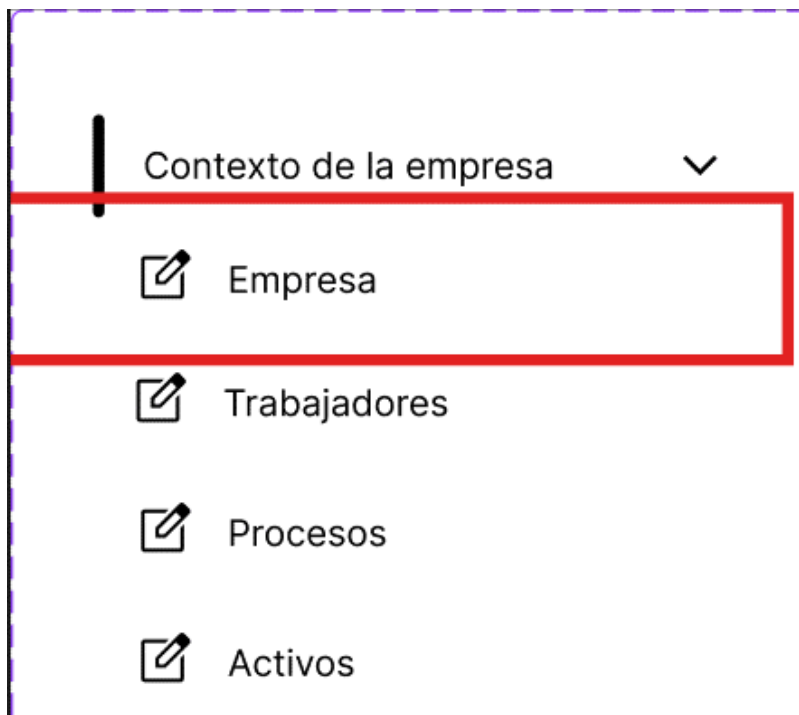 Contexto de la empresa
Empresa
Trabajadores
Procesos
Activos